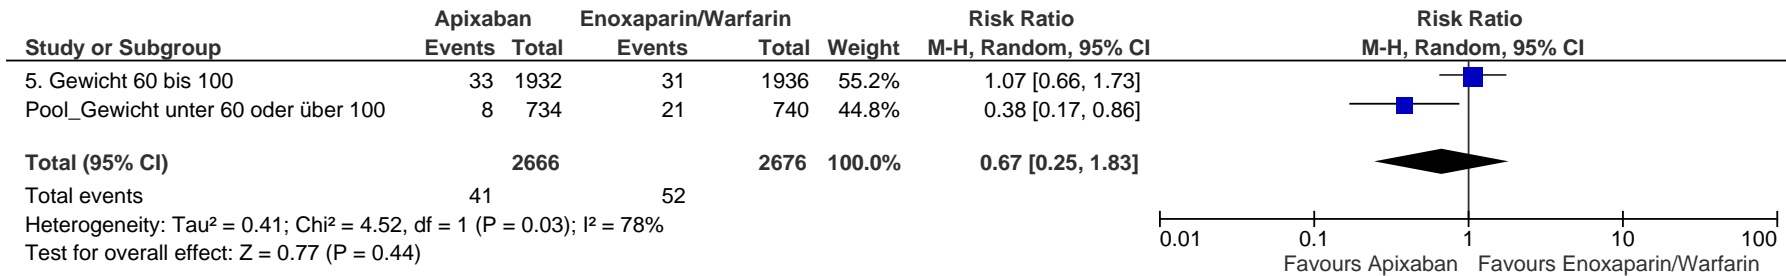 Apixaban Enoxaparin/Warfarin Risk Ratio Risk Ratio
Study or Subgroup Events Total Events Total Weight M-H, Random, 95% CI M-H, Random, 95% CI
5. Gewicht 60 bis 100 33 1932 31 1936 55.2% 1.07 [0.66, 1.73]
Pool_Gewicht unter 60 oder über 100 8 734 21 740 44.8% 0.38 [0.17, 0.86]
Total (95% CI) 2666 2676 100.0% 0.67 [0.25, 1.83]
Total events 41 52
Heterogeneity: Tau² = 0.41; Chi² = 4.52, df = 1 (P = 0.03); I² = 78%
Test for overall effect: Z = 0.77 (P = 0.44)
0.01 0.1 1 10 100
Favours Apixaban Favours Enoxaparin/Warfarin